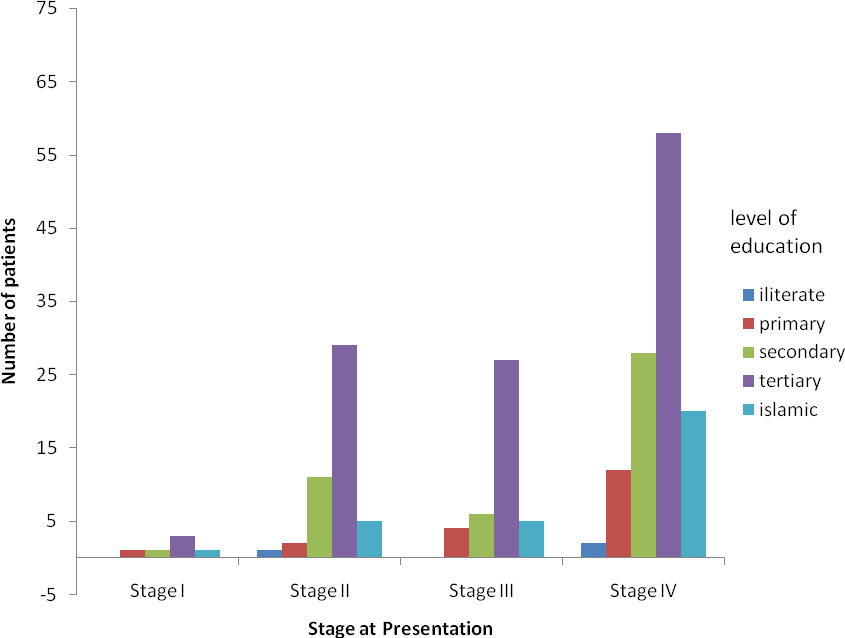 75
65
55
45
35
25
15
5
-5
Number of patients
Stage I
Stage II
Stage III
Stage IV
Stage at Presentation
level of
education
iliterate
primary
secondary
tertiary
islamic